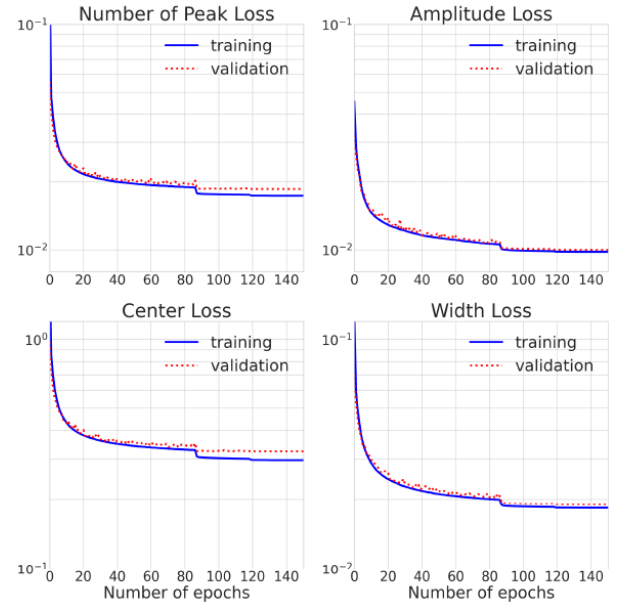 Number of Peak Loss
10⁻¹
training
validation
10⁻²
0 20 40 60 80 100 120 140
Amplitude Loss
10⁻¹
training
validation
10⁻²
0 20 40 60 80 100 120 140
Center Loss
10⁰
training
validation
10⁻¹
0 20 40 60 80 100 120 140
Number of epochs
Width Loss
10⁻¹
training
validation
10⁻²
0 20 40 60 80 100 120 140
Number of epochs